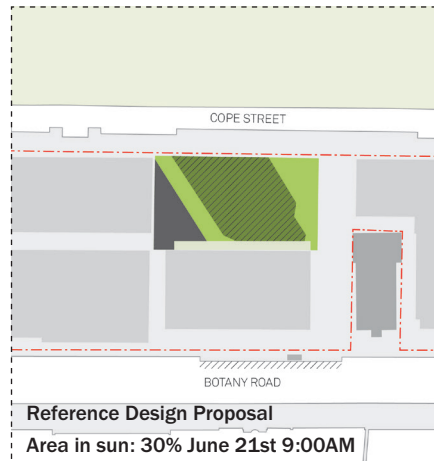 COPE STREET
BOTANY ROAD
Reference Design Proposal
Area in sun: 30% June 21st 9:00AM